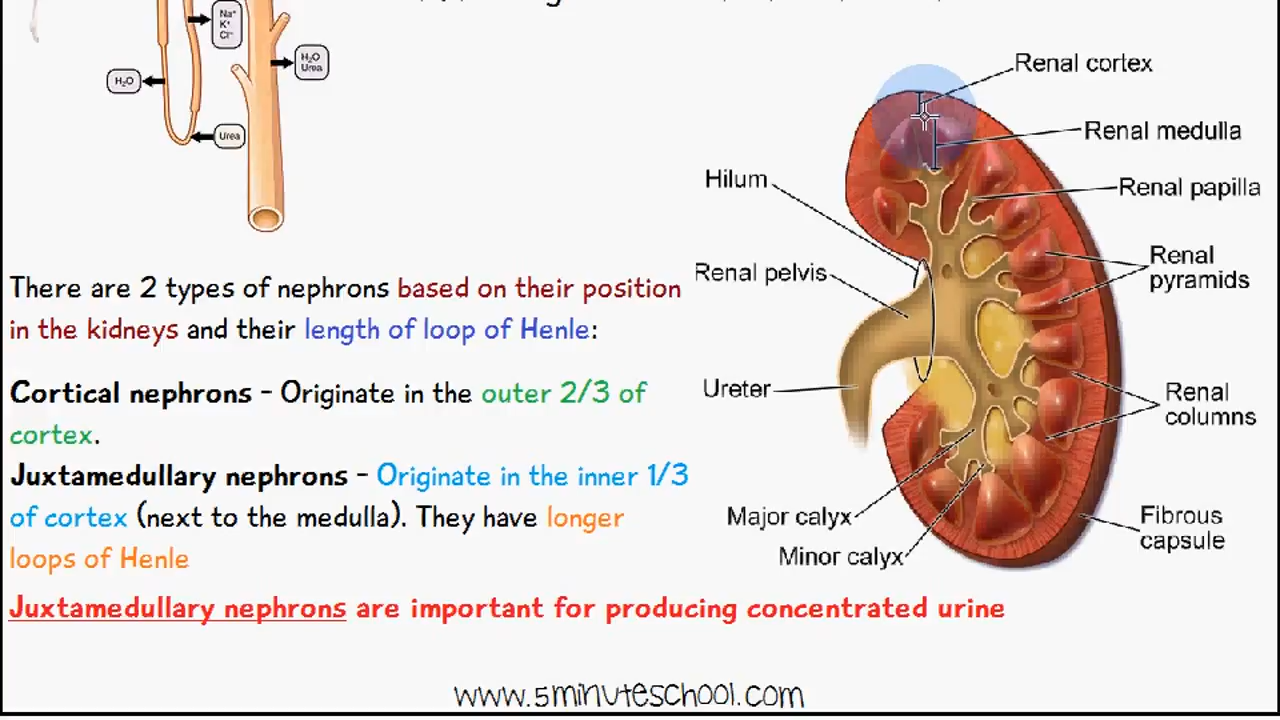 Na⁺
K⁺
Cl⁻
H₂O
Urea
H₂O
Urea
Renal cortex
Renal medulla
Renal papilla
Hilum
Renal
pyramids
Renal pelvis
Ureter
Renal
columns
Major calyx
Minor calyx
Fibrous
capsule
There are 2 types of nephrons based on their position
in the kidneys and their length of loop of Henle:
Cortical nephrons - Originate in the outer 2/3 of
cortex.
Juxtamedullary nephrons - Originate in the inner 1/3
of cortex (next to the medulla). They have longer
loops of Henle
Juxtamedullary nephrons are important for producing concentrated urine
www.5minuteschool.com